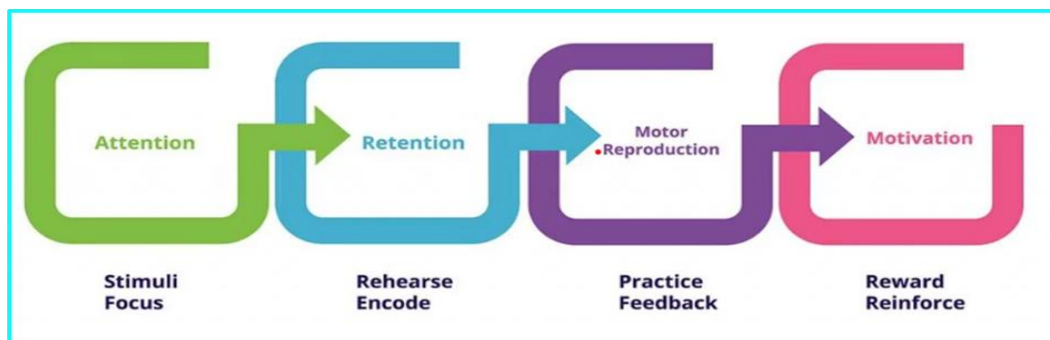 Attention
Retention
Motor
Reproduction
Motivation
Stimuli
Focus
Rehearse
Encode
Practice
Feedback
Reward
Reinforce